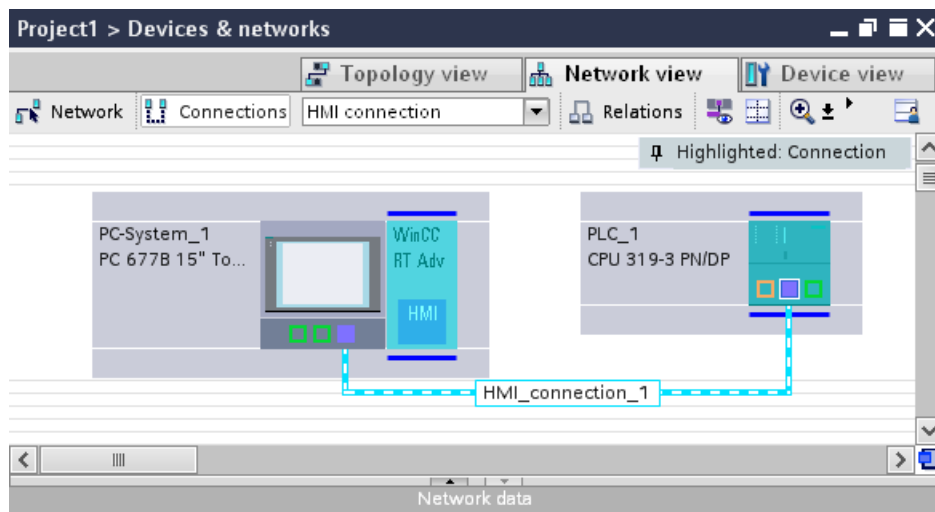 Project1 > Devices & networks
Topology view
Network view
Device view
Network
Connections
HMI connection
Relations
Highlighted: Connection
PC-System_1
PC 677B 15" To...
WinCC
RT Adv
HMI
PLC_1
CPU 319-3 PN/DP
HMI_connection_1
Network data